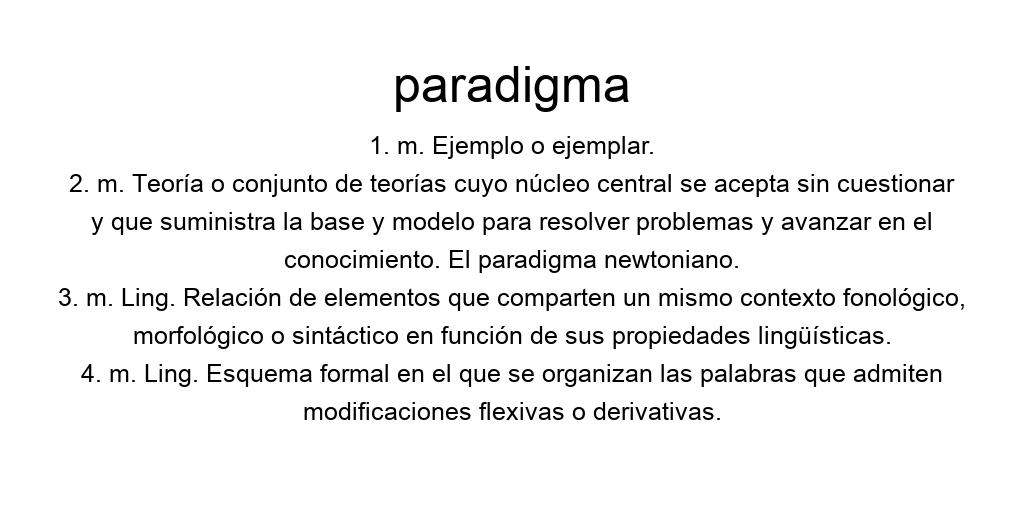 paradigma
1. m. Ejemplo o ejemplar.
2. m. Teoría o conjunto de teorías cuyo núcleo central se acepta sin cuestionar
y que suministra la base y modelo para resolver problemas y avanzar en el
conocimiento. El paradigma newtoniano.
3. m. Ling. Relación de elementos que comparten un mismo contexto fonológico,
morfológico o sintáctico en función de sus propiedades lingüísticas.
4. m. Ling. Esquema formal en el que se organizan las palabras que admiten
modificaciones flexivas o derivativas.